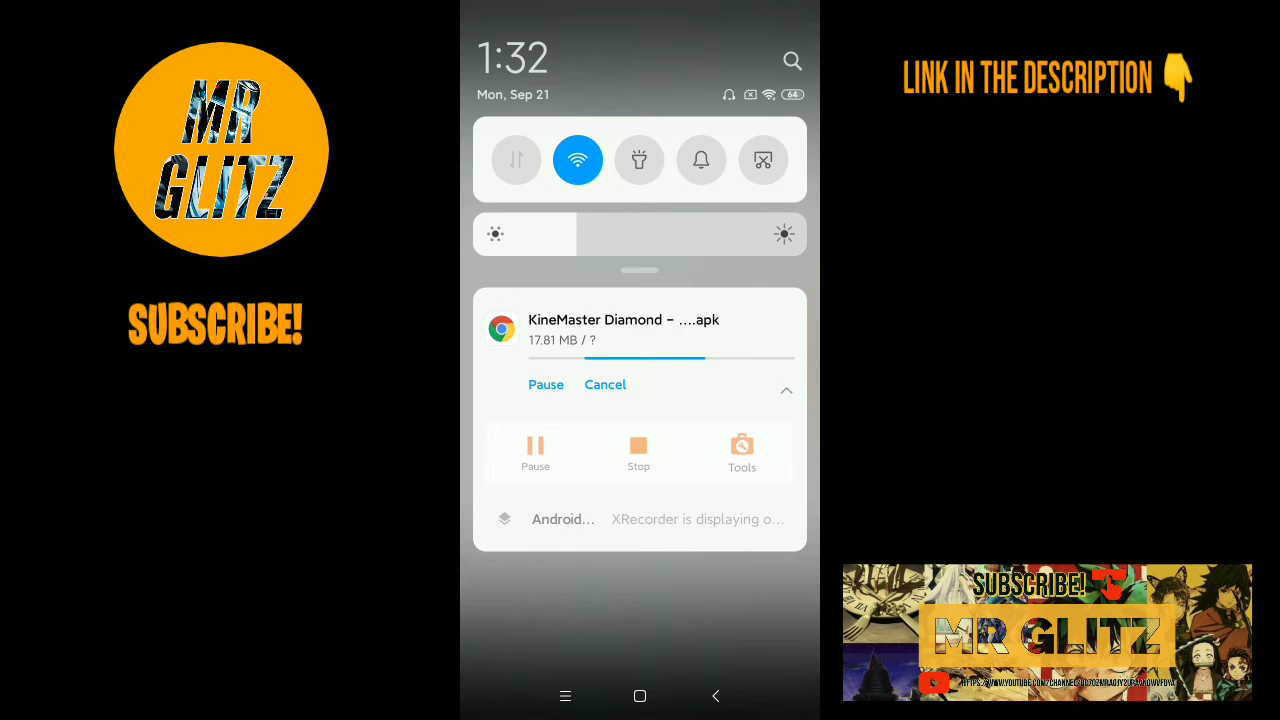 MR
GLITZ
SUBSCRIBE!
1:32
Mon, Sep 21
64
KineMaster Diamond – ....apk
17.81 MB / ?
Pause Cancel
Pause Stop Tools
Android... XRecorder is displaying o...
LINK IN THE DESCRIPTION
SUBSCRIBE!
MR GLITZ